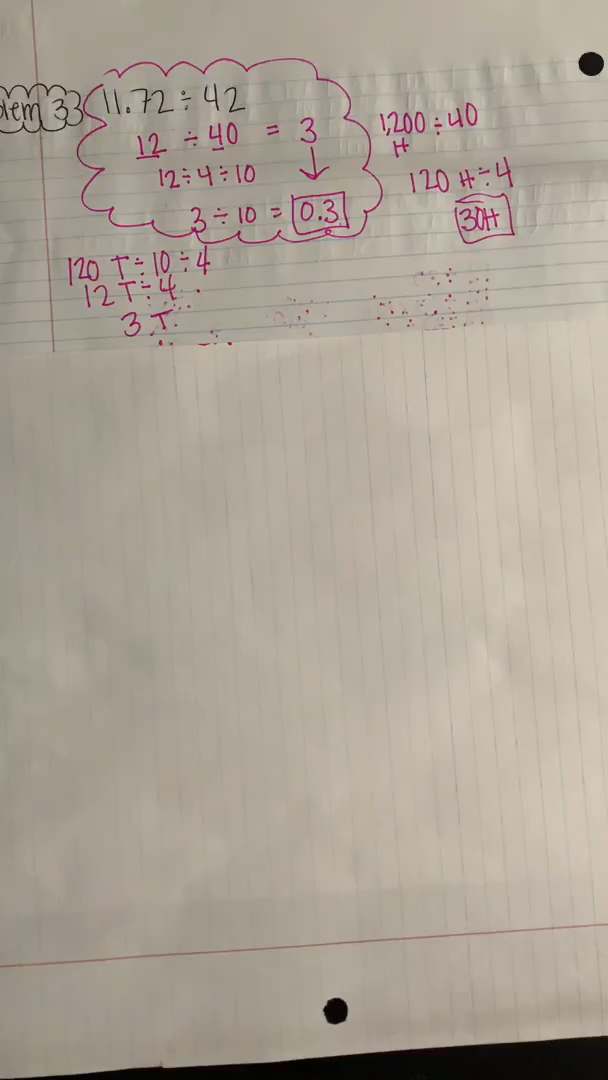 11.72 ÷ 42
12 ÷ 40 = 3
12 ÷ 4 ÷ 10
3 ÷ 10 = 0.3
1,200 ÷ 40
H
120 H ÷ 4
30H
120 T ÷ 10 ÷ 4
12 T ÷ 4
3 T
33